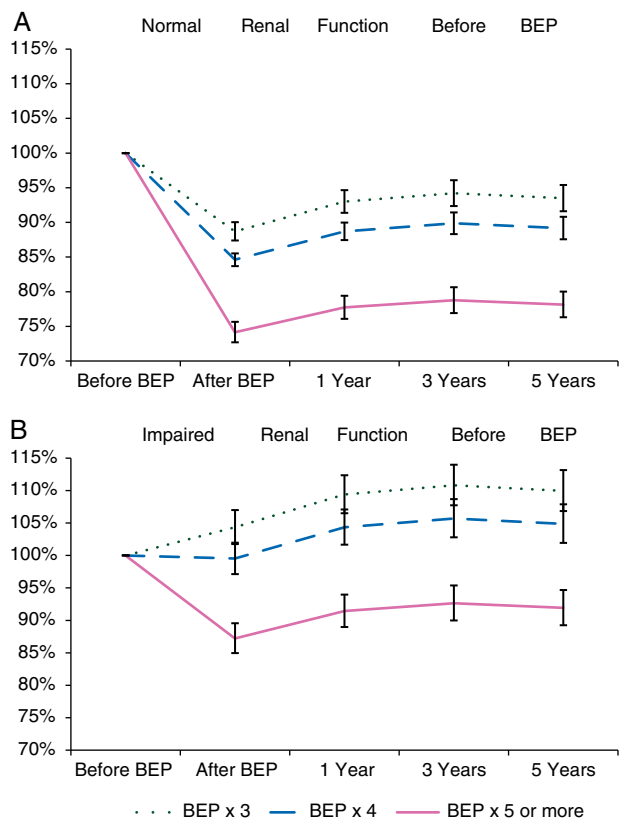 A
Normal Renal Function Before BEP
115%
110%
105%
100%
95%
90%
85%
80%
75%
70%
Before BEP After BEP 1 Year 3 Years 5 Years
B
Impaired Renal Function Before BEP
115%
110%
105%
100%
95%
90%
85%
80%
75%
70%
Before BEP After BEP 1 Year 3 Years 5 Years
BEP x 3 BEP x 4 BEP x 5 or more